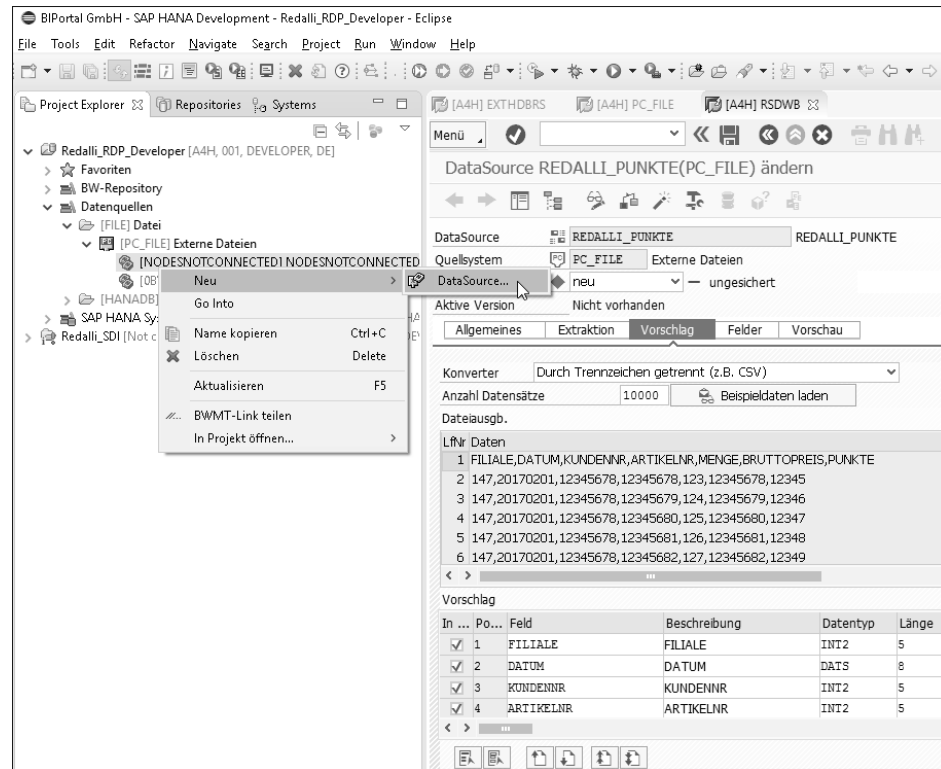 BIPortal GmbH - SAP HANA Development - Redalli_RDP_Developer - Eclipse
File Tools Edit Refactor Navigate Search Project Run Window Help
Project Explorer Repositories Systems
Redalli_RDP_Developer [A4H, 001, DEVELOPER, DE]
Favoriten
BW-Repository
Datenquellen
[FILE] Datei
[PC_FILE] Externe Dateien
[NODESNOTCONNECTED] NODESNOTCONNECTED
[0B
[HANADB]
SAP HANA Sy
Redalli_SDI [Not c
Neu
Go Into
Name kopieren Ctrl+C
Löschen Delete
Aktualisieren F5
BWMT-Link teilen
In Projekt öffnen...
DataSource...
[A4H] EXTHDBRS [A4H] PC_FILE [A4H] RSDWB
Menü
DataSource REDALLI_PUNKTE(PC_FILE) ändern
DataSource REDALLI_PUNKTE REDALLI_PUNKTE
Quellsystem PC_FILE Externe Dateien
neu ungesichert
Aktive Version Nicht vorhanden
Allgemeines Extraktion Vorschlag Felder Vorschau
Konverter Durch Trennzeichen getrennt (z.B. CSV)
Anzahl Datensätze 10000 Beispieldaten laden
Dateiausgb.
LfNr Daten
1 FILIALE,DATUM,KUNDENNR,ARTIKELNR,MENGE,BRUTTOPREIS,PUNKTE
2 147,20170201,12345678,12345678,123,12345678,12345
3 147,20170201,12345678,12345679,124,12345679,12346
4 147,20170201,12345678,12345680,125,12345680,12347
5 147,20170201,12345678,12345681,126,12345681,12348
6 147,20170201,12345678,12345682,127,12345682,12349
Vorschlag
In ... Po... Feld Beschreibung Datentyp Länge
1 FILIALE FILIALE INT2 5
2 DATUM DATUM DATS 8
3 KUNDENNR KUNDENNR INT2 5
4 ARTIKELNR ARTIKELNR INT2 5